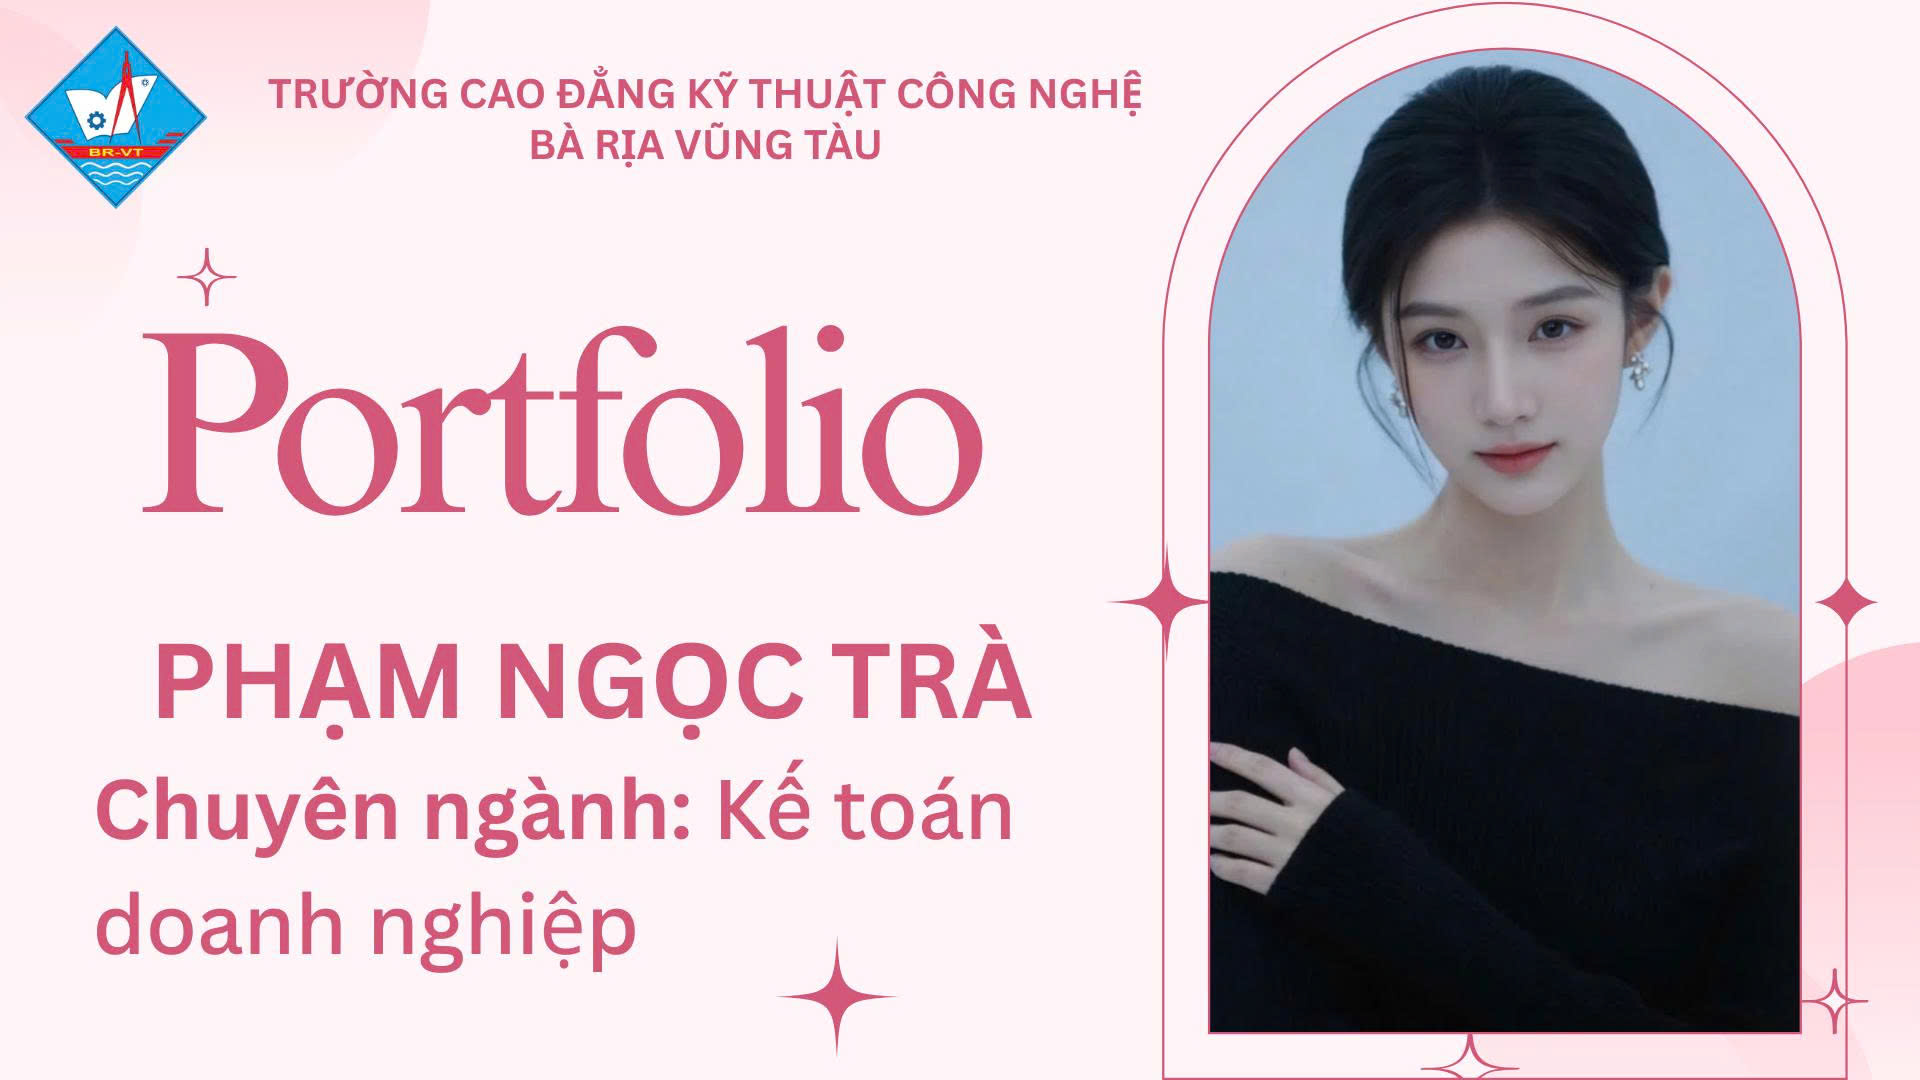 TRƯỜNG CAO ĐẲNG KỸ THUẬT CÔNG NGHỆ
BÀ RỊA VŨNG TÀU
BR-VT
Portfolio
PHẠM NGỌC TRÀ
Chuyên ngành: Kế toán
doanh nghiệp